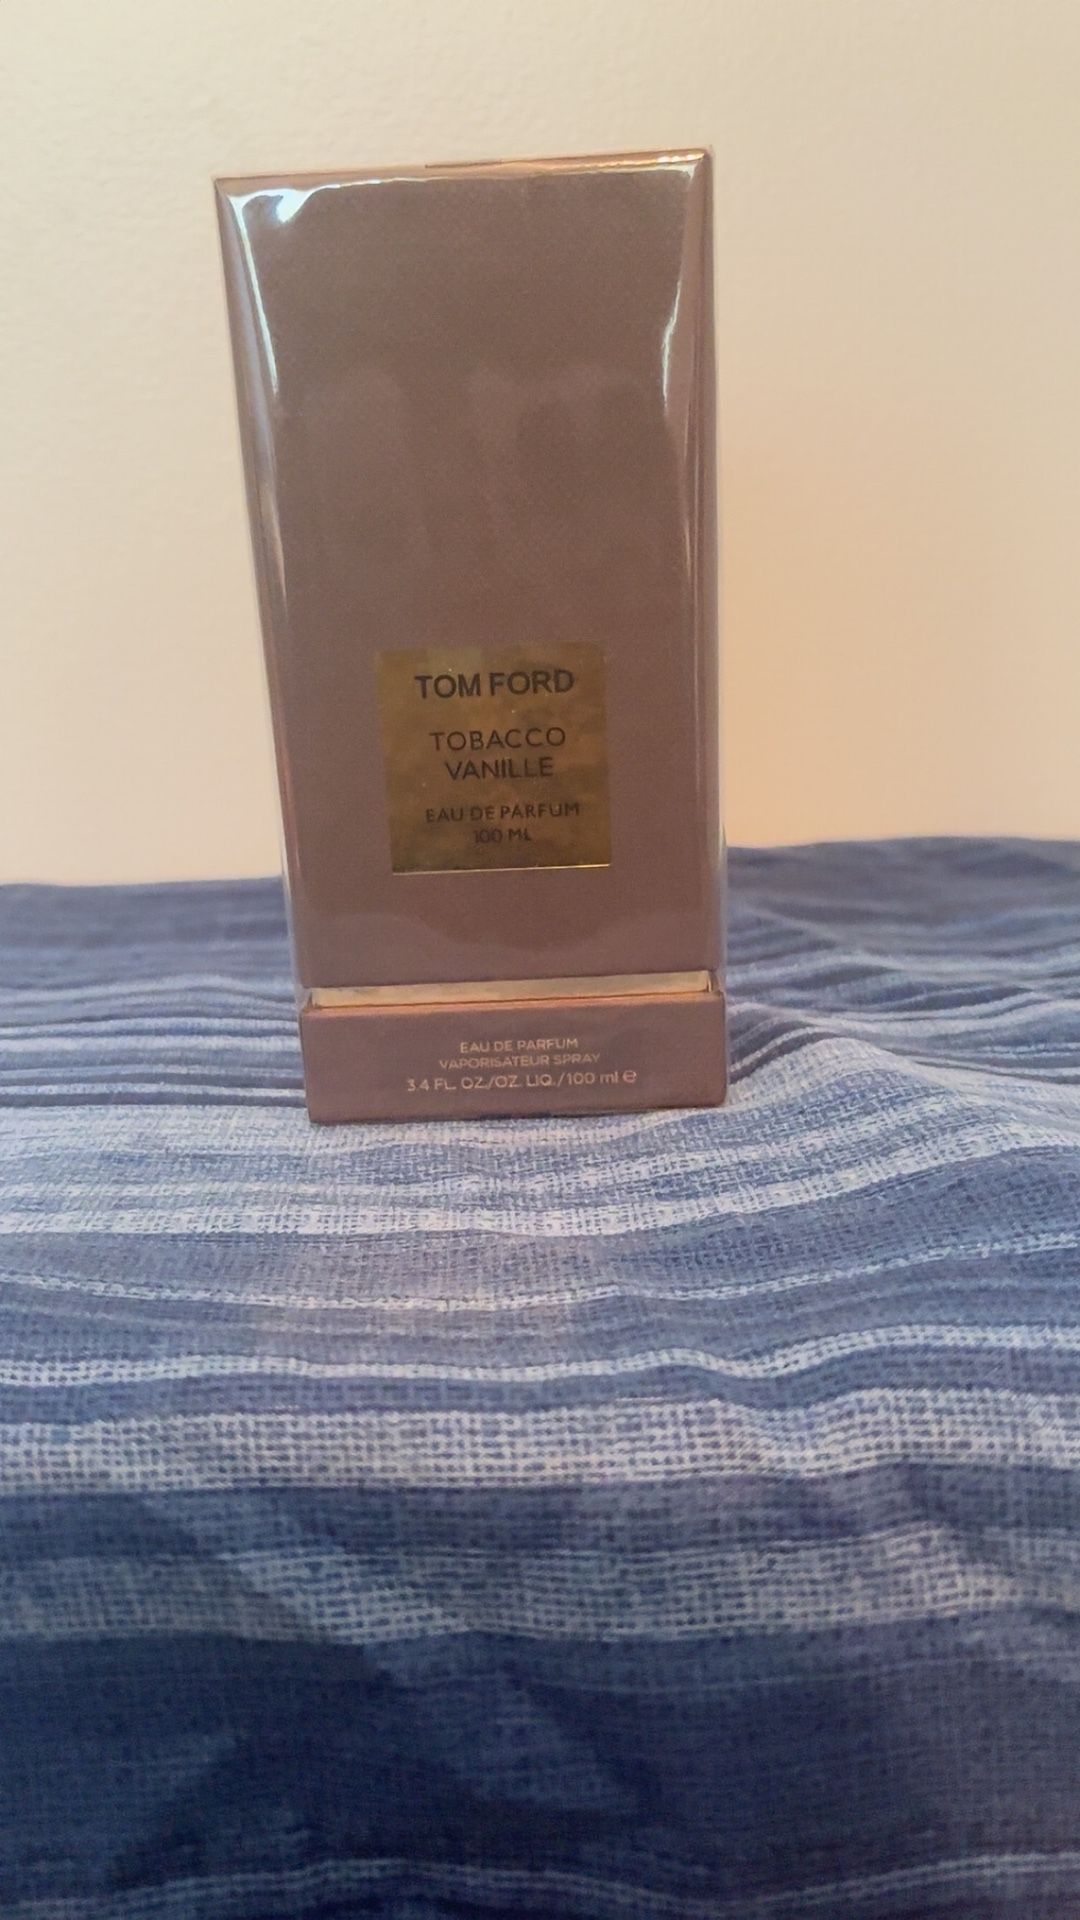 TOM FORD
TOBACCO
VANILLE
EAU DE PARFUM
100 ML
EAU DE PARFUM
VAPORISATEUR SPRAY
3.4 FL. OZ./OZ. LIQ./100 ml ℮